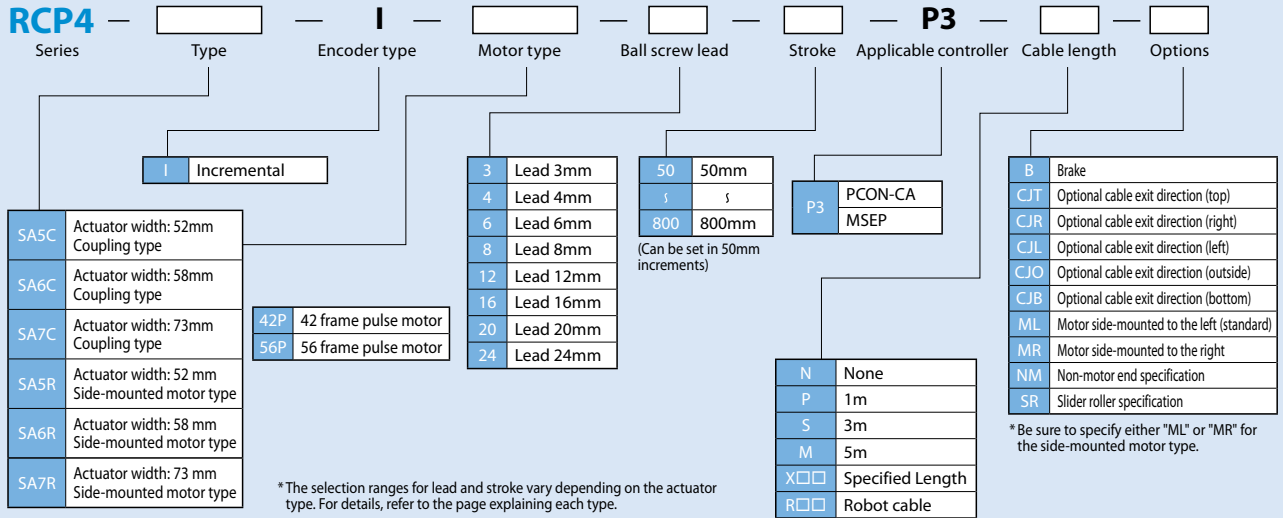 RCP4 — — I — — — — P3 — —
Series Type Encoder type Motor type Ball screw lead Stroke Applicable controller Cable length Options
I Incremental
SA5C Actuator width: 52mm
Coupling type
SA6C Actuator width: 58mm
Coupling type
SA7C Actuator width: 73mm
Coupling type
SA5R Actuator width: 52 mm
Side-mounted motor type
SA6R Actuator width: 58 mm
Side-mounted motor type
SA7R Actuator width: 73 mm
Side-mounted motor type
42P 42 frame pulse motor
56P 56 frame pulse motor
3 Lead 3mm
4 Lead 4mm
6 Lead 6mm
8 Lead 8mm
12 Lead 12mm
16 Lead 16mm
20 Lead 20mm
24 Lead 24mm
50 50mm
≀ ≀
800 800mm
(Can be set in 50mm
increments)
P3 PCON-CA
MSEP
N None
P 1m
S 3m
M 5m
X□□ Specified Length
R□□ Robot cable
B Brake
CJT Optional cable exit direction (top)
CJR Optional cable exit direction (right)
CJL Optional cable exit direction (left)
CJO Optional cable exit direction (outside)
CJB Optional cable exit direction (bottom)
ML Motor side-mounted to the left (standard)
MR Motor side-mounted to the right
NM Non-motor end specification
SR Slider roller specification
* Be sure to specify either "ML" or "MR" for
the side-mounted motor type.
* The selection ranges for lead and stroke vary depending on the actuator
type. For details, refer to the page explaining each type.